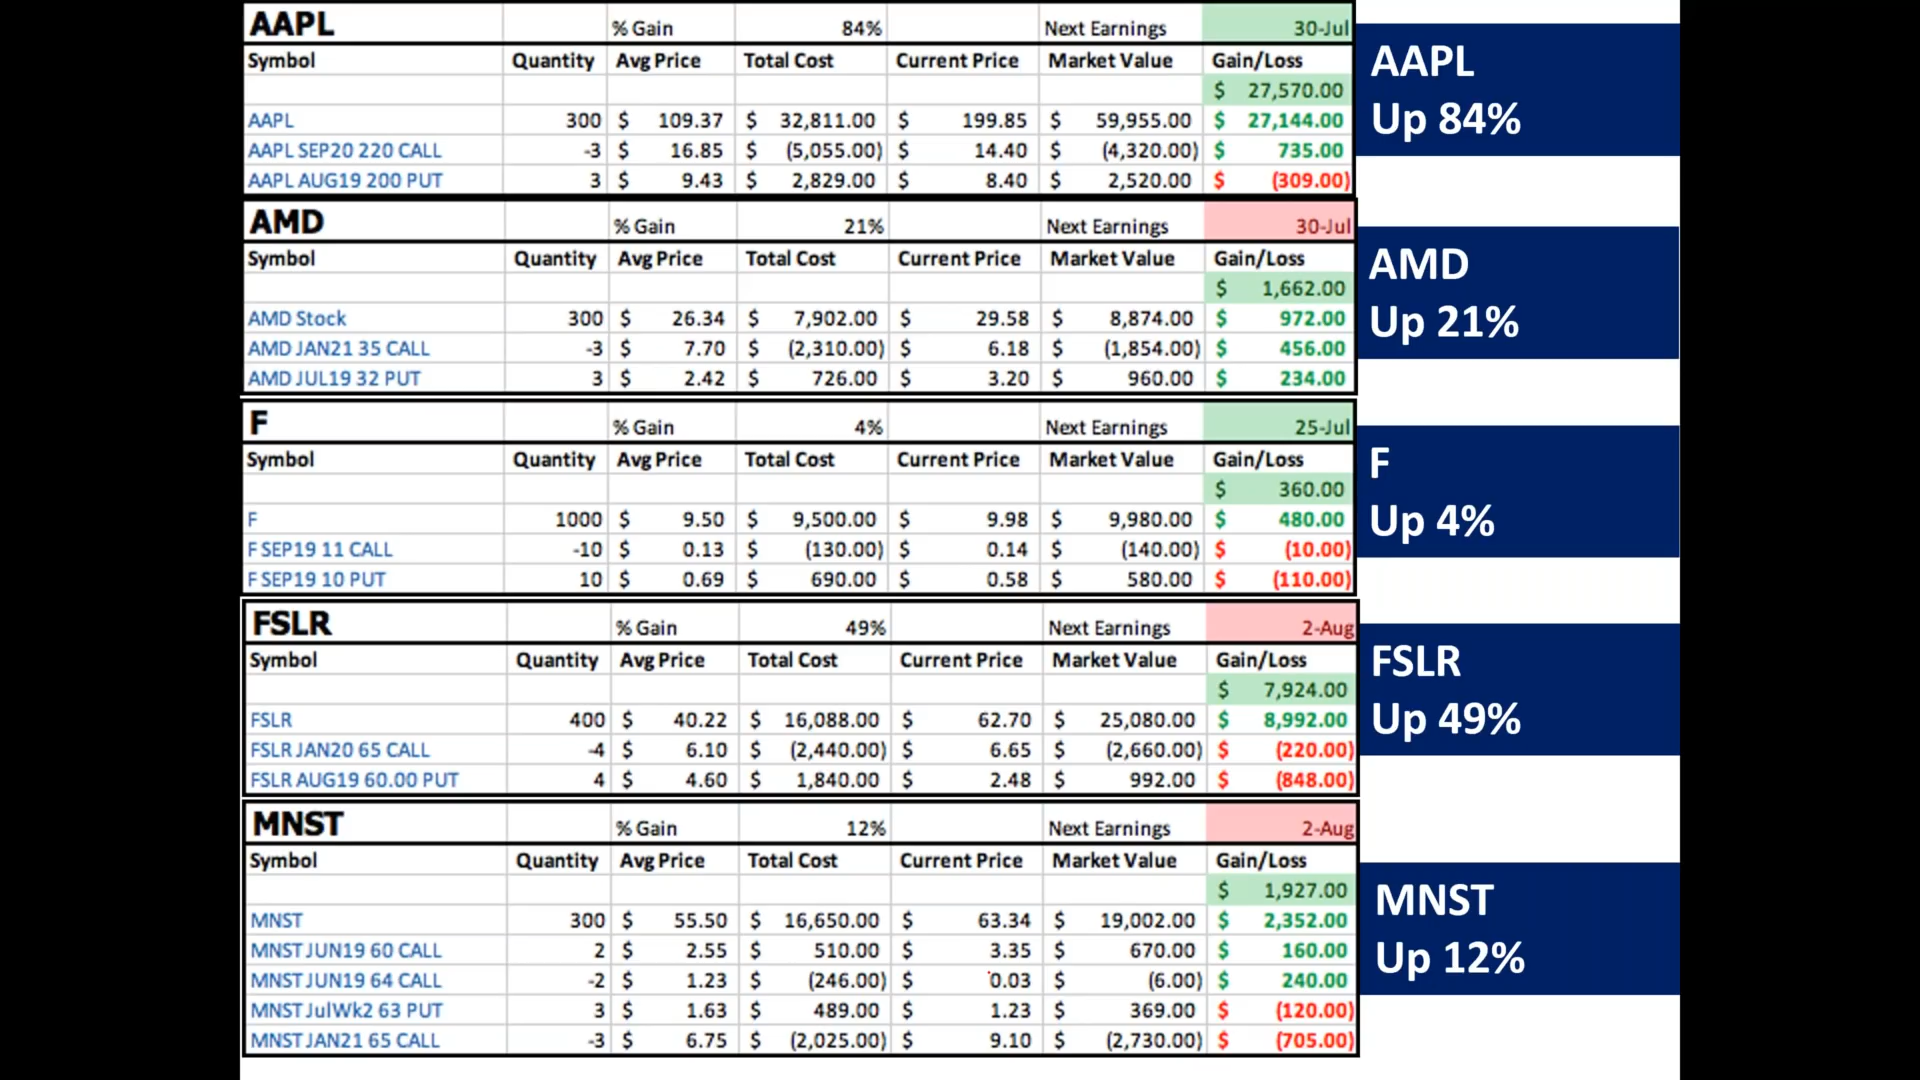 AAPL % Gain 84% Next Earnings 30-Jul
Symbol Quantity Avg Price Total Cost Current Price Market Value Gain/Loss
$ 27,570.00
AAPL 300 $ 109.37 $ 32,811.00 $ 199.85 $ 59,955.00 $ 27,144.00
AAPL SEP20 220 CALL -3 $ 16.85 $ (5,055.00) $ 14.40 $ (4,320.00) $ 735.00
AAPL AUG19 200 PUT 3 $ 9.43 $ 2,829.00 $ 8.40 $ 2,520.00 $ (309.00)
AAPL
Up 84%
AMD % Gain 21% Next Earnings 30-Jul
Symbol Quantity Avg Price Total Cost Current Price Market Value Gain/Loss
$ 1,662.00
AMD Stock 300 $ 26.34 $ 7,902.00 $ 29.58 $ 8,874.00 $ 972.00
AMD JAN21 35 CALL -3 $ 7.70 $ (2,310.00) $ 6.18 $ (1,854.00) $ 456.00
AMD JUL19 32 PUT 3 $ 2.42 $ 726.00 $ 3.20 $ 960.00 $ 234.00
AMD
Up 21%
F % Gain 4% Next Earnings 25-Jul
Symbol Quantity Avg Price Total Cost Current Price Market Value Gain/Loss
$ 360.00
F 1000 $ 9.50 $ 9,500.00 $ 9.98 $ 9,980.00 $ 480.00
F SEP19 11 CALL -10 $ 0.13 $ (130.00) $ 0.14 $ (140.00) $ (10.00)
F SEP19 10 PUT 10 $ 0.69 $ 690.00 $ 0.58 $ 580.00 $ (110.00)
F
Up 4%
FSLR % Gain 49% Next Earnings 2-Aug
Symbol Quantity Avg Price Total Cost Current Price Market Value Gain/Loss
$ 7,924.00
FSLR 400 $ 40.22 $ 16,088.00 $ 62.70 $ 25,080.00 $ 8,992.00
FSLR JAN20 65 CALL -4 $ 6.10 $ (2,440.00) $ 6.65 $ (2,660.00) $ (220.00)
FSLR AUG19 60.00 PUT 4 $ 4.60 $ 1,840.00 $ 2.48 $ 992.00 $ (848.00)
FSLR
Up 49%
MNST % Gain 12% Next Earnings 2-Aug
Symbol Quantity Avg Price Total Cost Current Price Market Value Gain/Loss
$ 1,927.00
MNST 300 $ 55.50 $ 16,650.00 $ 63.34 $ 19,002.00 $ 2,352.00
MNST JUN19 60 CALL 2 $ 2.55 $ 510.00 $ 3.35 $ 670.00 $ 160.00
MNST JUN19 64 CALL -2 $ 1.23 $ (246.00) $ 0.03 $ (6.00) $ 240.00
MNST JulWk2 63 PUT 3 $ 1.63 $ 489.00 $ 1.23 $ 369.00 $ (120.00)
MNST JAN21 65 CALL -3 $ 6.75 $ (2,025.00) $ 9.10 $ (2,730.00) $ (705.00)
MNST
Up 12%